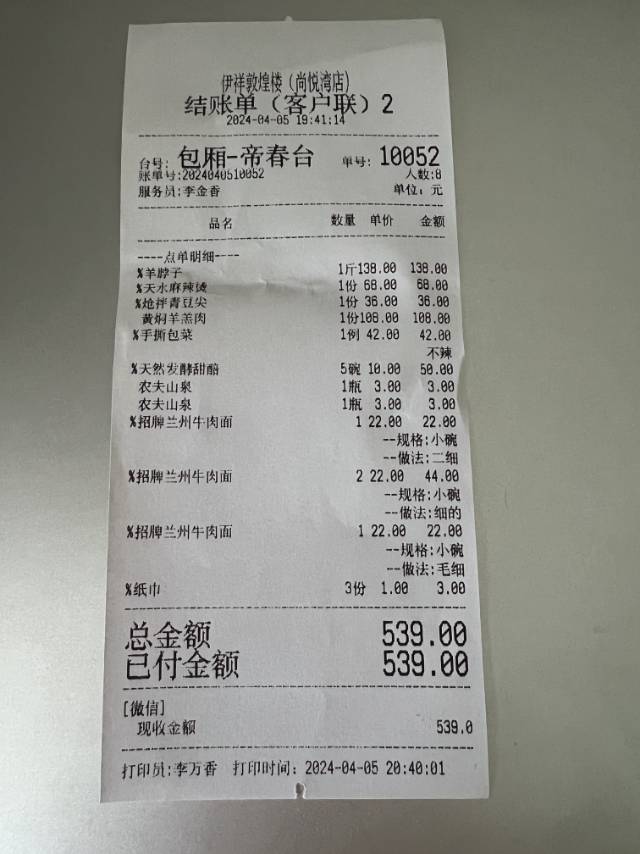 伊祥敦煌楼（尚悦湾店）
结账单（客户联）2
2024-04-05 19:41:14
台号: 包厢-帝春台 单号: 10052
账单号:2024040510052 人数:8
服务员:李金香 单位: 元
品名 数量 单价 金额
----点单明细----
%羊脖子 1斤138.00 138.00
%天水麻辣烫 1份 68.00 68.00
%炝拌青豆尖 1份 36.00 36.00
黄焖羊羔肉 1份108.00 108.00
%手撕包菜 1例 42.00 42.00
不辣
%天然发酵甜醅 5碗 10.00 50.00
农夫山泉 1瓶 3.00 3.00
农夫山泉 1瓶 3.00 3.00
%招牌兰州牛肉面 1 22.00 22.00
--规格:小碗
--做法:二细
%招牌兰州牛肉面 2 22.00 44.00
--规格:小碗
--做法:细的
%招牌兰州牛肉面 1 22.00 22.00
--规格:小碗
--做法:毛细
%纸巾 3份 1.00 3.00
总金额 539.00
已付金额 539.00
[微信]
现收金额 539.0
打印员:李万香 打印时间: 2024-04-05 20:40:01